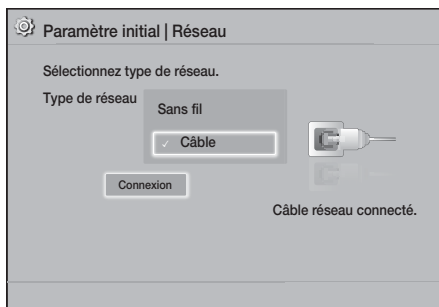 Paramètre initial | Réseau
Sélectionnez type de réseau.
Type de réseau
Sans fil
✓ Câble
Connexion
Câble réseau connecté.